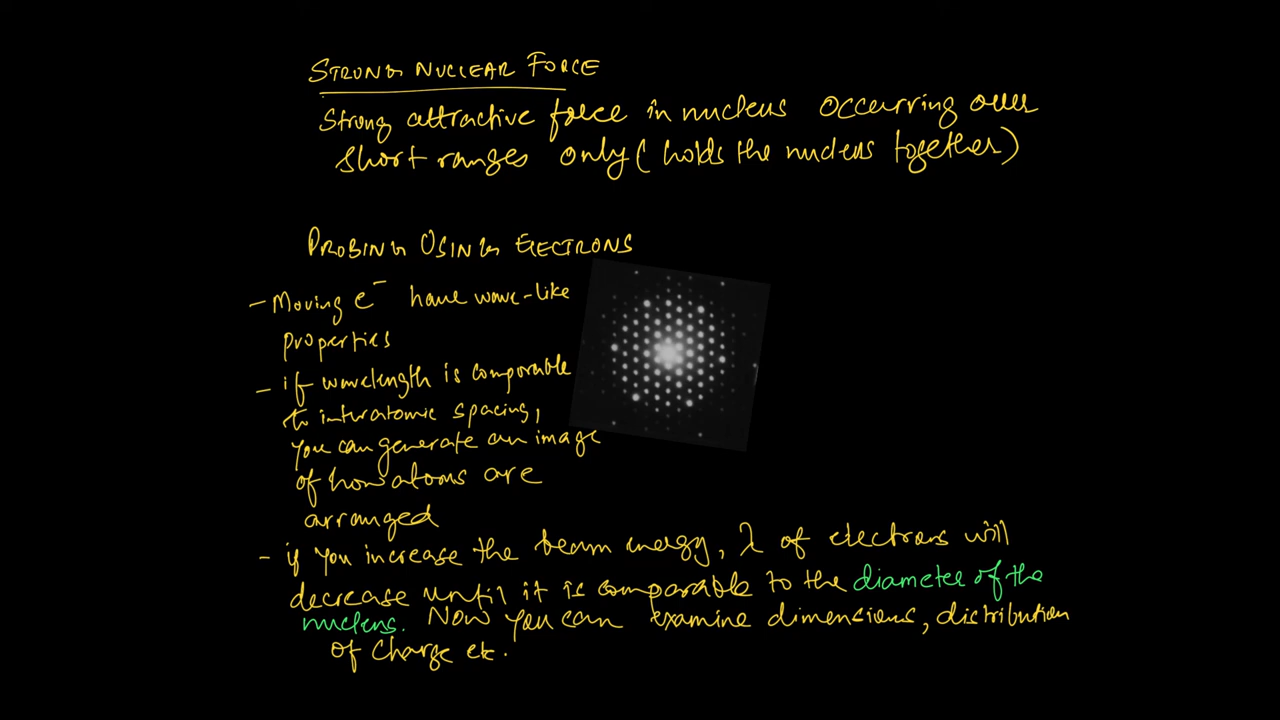 STRONG NUCLEAR FORCE
Strong attractive force in nucleus occurring over
short ranges only ( holds the nucleus together )
PROBING USING ELECTRONS
- Moving e⁻ have wave-like
properties
- if wavelength is comparable
to interatomic spacing,
you can generate an image
of how atoms are
arranged
- if you increase the beam energy, λ of electrons will
decrease until it is comparable to the diameter of the
nucleus. Now you can examine dimensions, distribution
of charge etc.